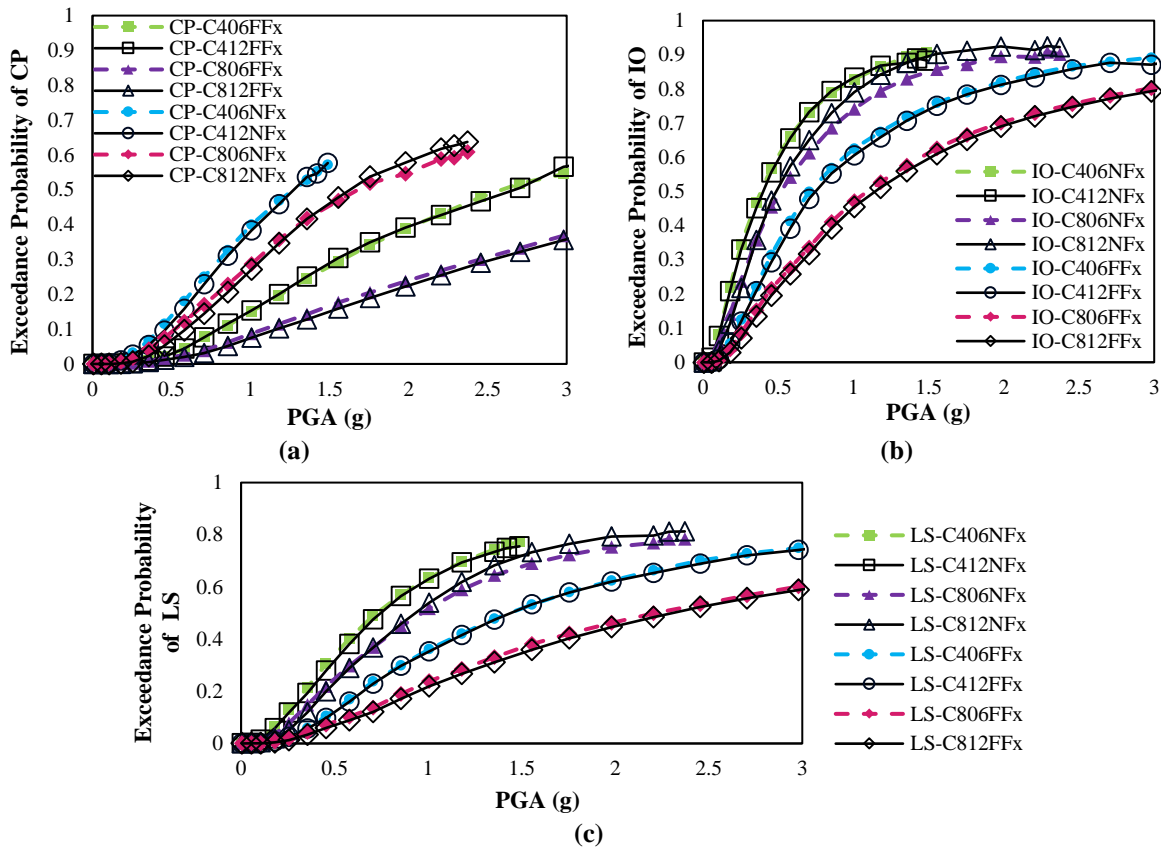 Exceedance Probability of CP
1
0.9
0.8
0.7
0.6
0.5
0.4
0.3
0.2
0.1
0
CP-C406FFx
CP-C412FFx
CP-C806FFx
CP-C812FFx
CP-C406NFx
CP-C412NFx
CP-C806NFx
CP-C812NFx
0 0.5 1 1.5 2 2.5 3
PGA (g)
(a)
Exceedance Probability of IO
1
0.9
0.8
0.7
0.6
0.5
0.4
0.3
0.2
0.1
0
IO-C406NFx
IO-C412NFx
IO-C806NFx
IO-C812NFx
IO-C406FFx
IO-C412FFx
IO-C806FFx
IO-C812FFx
0 0.5 1 1.5 2 2.5 3
PGA (g)
(b)
Exceedance Probability
of LS
1
0.8
0.6
0.4
0.2
0
0 0.5 1 1.5 2 2.5 3
PGA (g)
LS-C406NFx
LS-C412NFx
LS-C806NFx
LS-C812NFx
LS-C406FFx
LS-C412FFx
LS-C806FFx
LS-C812FFx
(c)